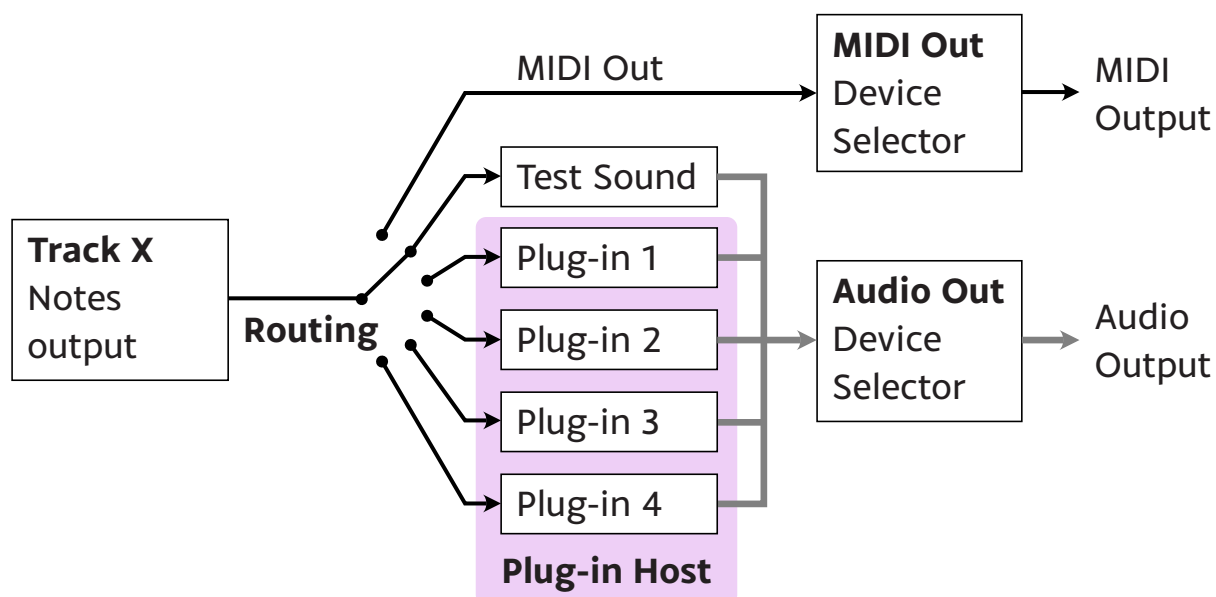 MIDI Out
MIDI Out
Device
Selector
MIDI
Output
Test Sound
Track X
Notes
output
Routing
Plug-in 1
Plug-in 2
Plug-in 3
Plug-in 4
Plug-in Host
Audio Out
Device
Selector
Audio
Output